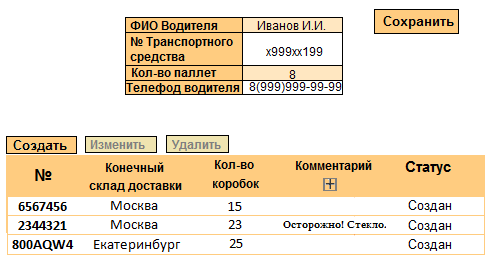 ФИО Водителя Иванов И.И. Сохранить
№ Транспортного
средства х999хх199
Кол-во паллет 8
Телефод водителя 8(999)999-99-99
Создать Изменить Удалить
№ Конечный склад доставки Кол-во коробок Комментарий Статус
6567456 Москва 15 Создан
2344321 Москва 23 Осторожно! Стекло. Создан
800AQW4 Екатеринбург 25 Создан